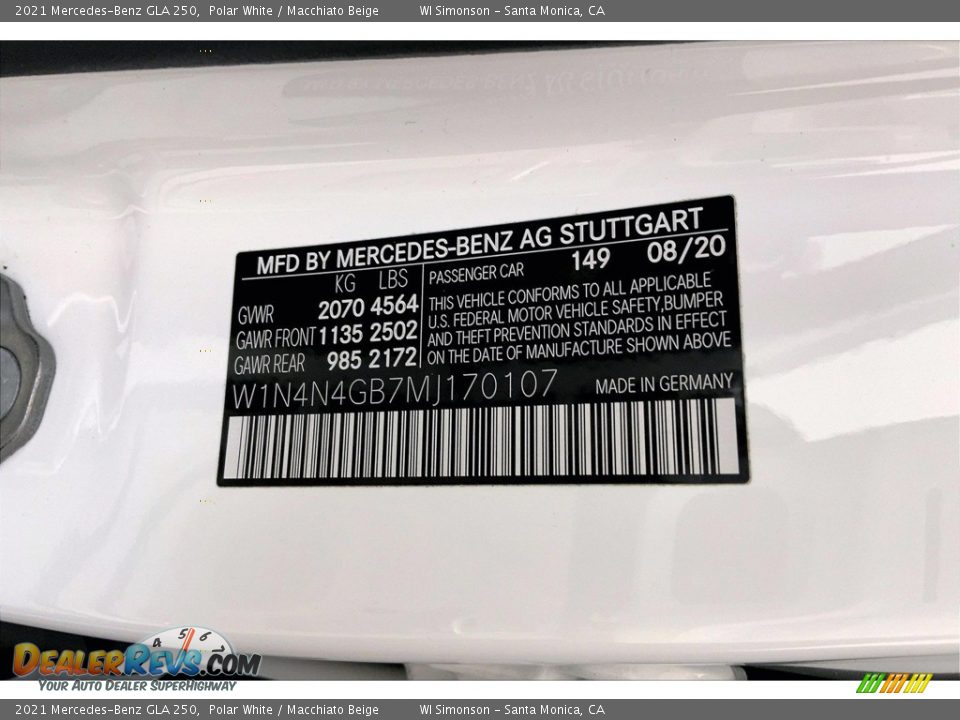 2021 Mercedes-Benz GLA 250, Polar White / Macchiato Beige WI Simonson - Santa Monica, CA
MFD BY MERCEDES-BENZ AG STUTTGART
KG LBS PASSENGER CAR 149 08/20
GVWR 2070 4564
GAWR FRONT 1135 2502
GAWR REAR 985 2172
THIS VEHICLE CONFORMS TO ALL APPLICABLE
U.S. FEDERAL MOTOR VEHICLE SAFETY,BUMPER
AND THEFT PREVENTION STANDARDS IN EFFECT
ON THE DATE OF MANUFACTURE SHOWN ABOVE
W1N4N4GB7MJ170107 MADE IN GERMANY
4 5 6 7
DEALERREVS.COM
YOUR AUTO DEALER SUPERHIGHWAY
2021 Mercedes-Benz GLA 250, Polar White / Macchiato Beige WI Simonson - Santa Monica, CA